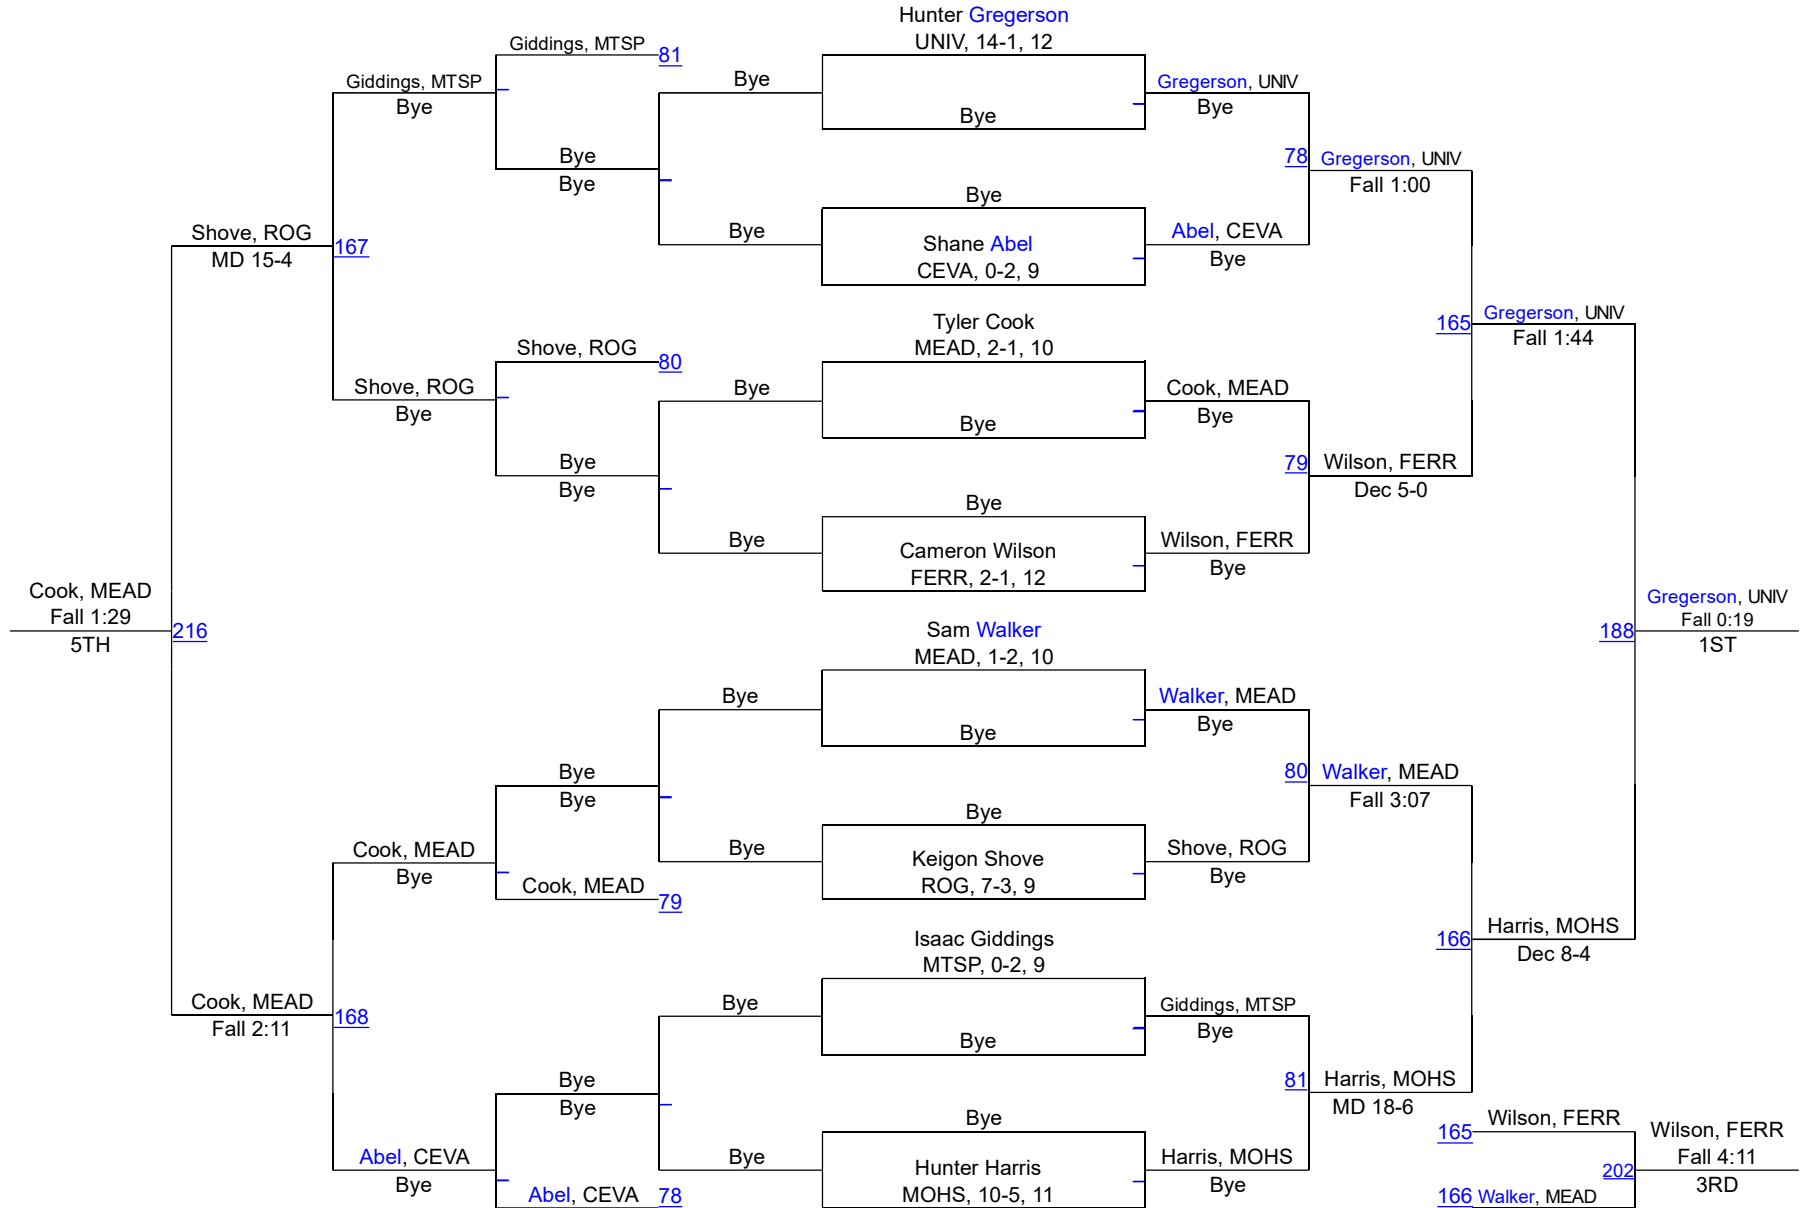 Hunter Gregerson
UNIV, 14-1, 12
Giddings, MTSP
81
Giddings, MTSP
Bye
Bye
Gregerson, UNIV
Bye
Bye
Bye
Bye
78
Gregerson, UNIV
Fall 1:00
Bye
Bye
Shane Abel
CEVA, 0-2, 9
Abel, CEVA
Bye
Shove, ROG
MD 15-4
167
Tyler Cook
MEAD, 2-1, 10
165
Gregerson, UNIV
Fall 1:44
Shove, ROG
80
Shove, ROG
Bye
Bye
Cook, MEAD
Bye
Bye
Bye
Bye
79
Wilson, FERR
Dec 5-0
Bye
Bye
Cameron Wilson
FERR, 2-1, 12
Wilson, FERR
Bye
Cook, MEAD
Fall 1:29
5TH
216
Gregerson, UNIV
Fall 0:19
1ST
188
Sam Walker
MEAD, 1-2, 10
Bye
Walker, MEAD
Bye
Bye
Bye
Bye
80
Walker, MEAD
Fall 3:07
Bye
Cook, MEAD
Bye
Bye
Keigon Shove
ROG, 7-3, 9
Shove, ROG
Bye
Cook, MEAD
79
Isaac Giddings
MTSP, 0-2, 9
166
Harris, MOHS
Dec 8-4
Cook, MEAD
Fall 2:11
168
Bye
Giddings, MTSP
Bye
Bye
Bye
Bye
81
Harris, MOHS
MD 18-6
Bye
165
Wilson, FERR
Abel, CEVA
Bye
Bye
Hunter Harris
MOHS, 10-5, 11
Harris, MOHS
Bye
Wilson, FERR
Fall 4:11
3RD
202
Abel, CEVA
78
166
Walker, MEAD